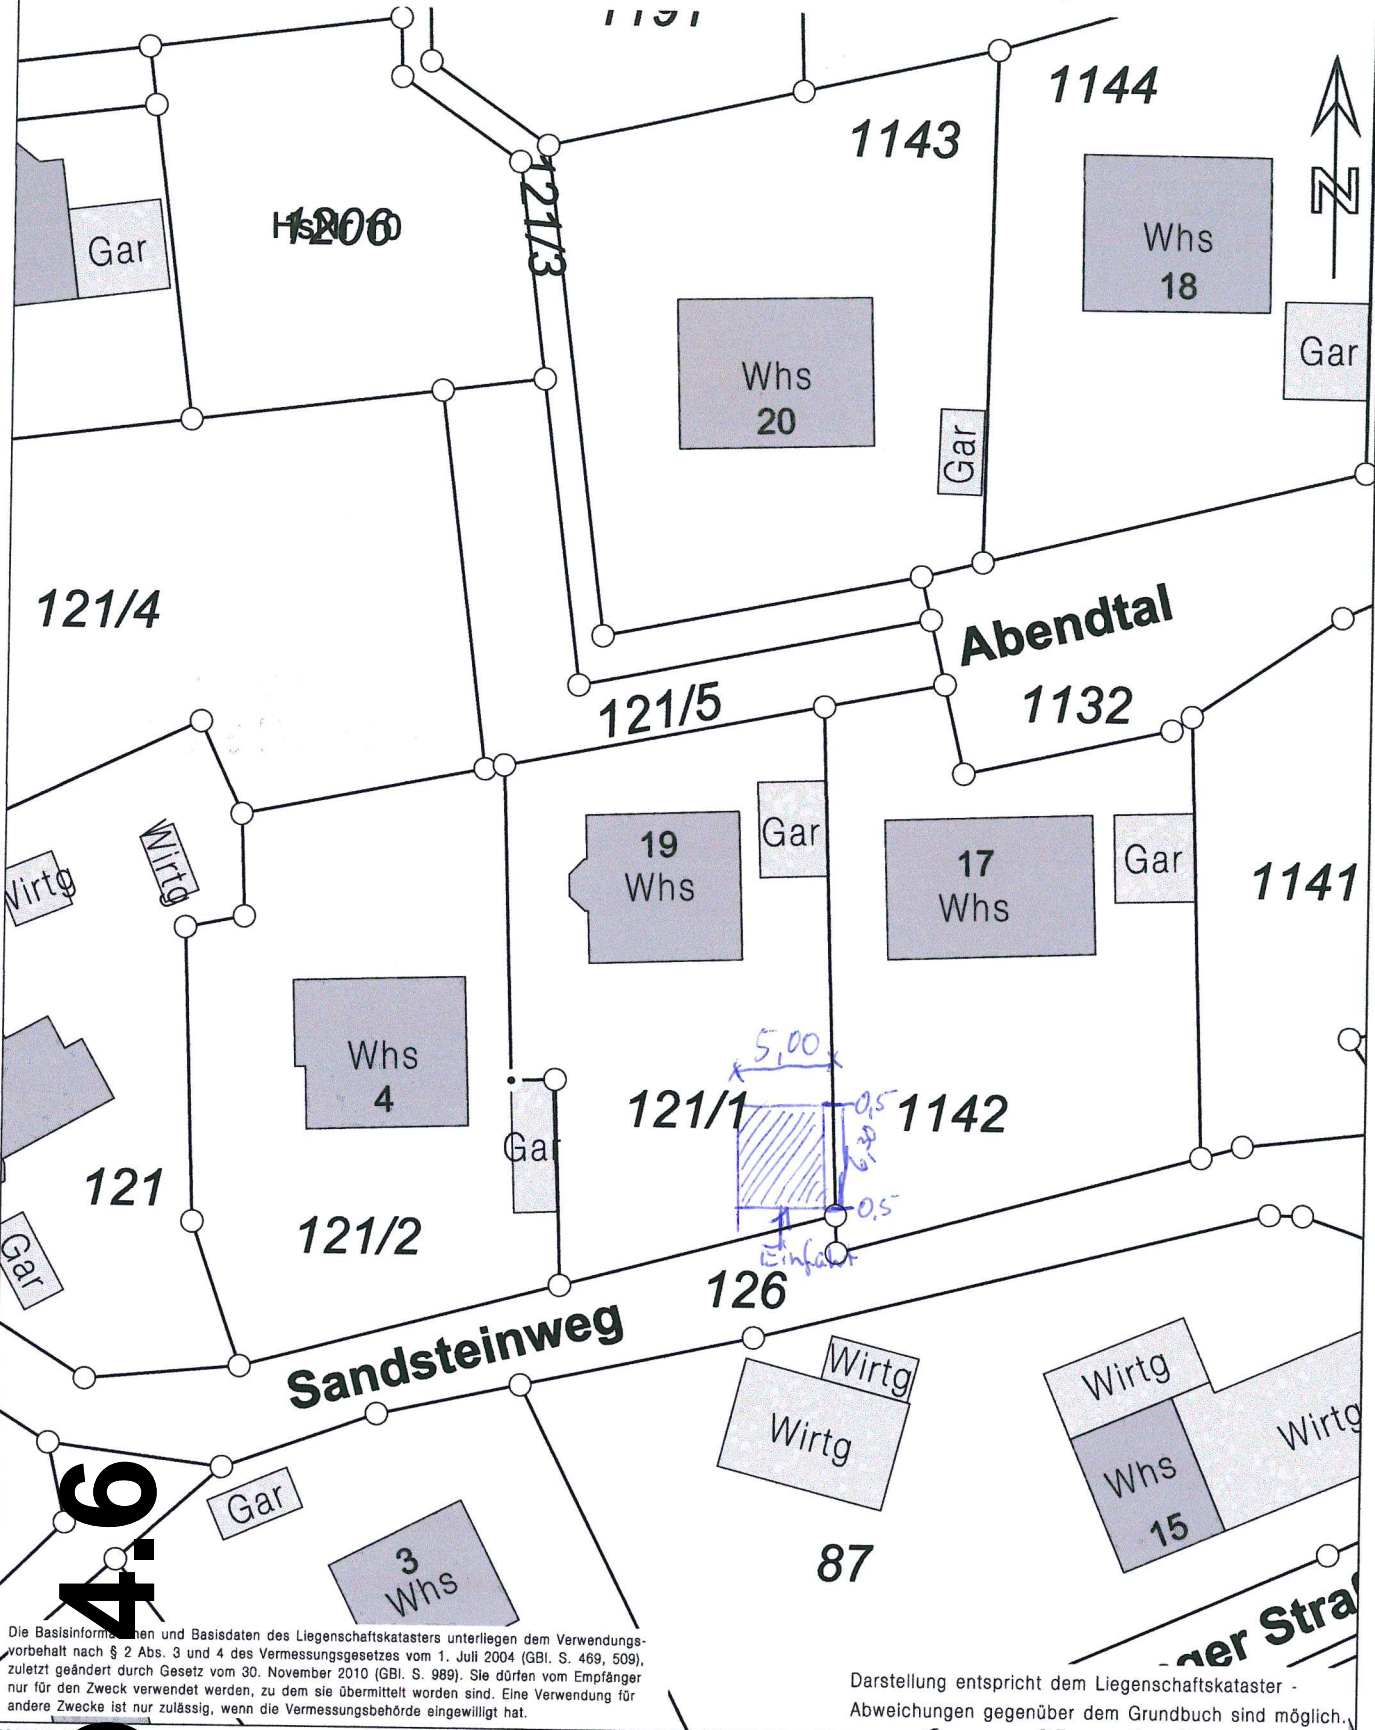 1191
1144
1143
N
Whs
18
Gar
1206
121/3
Gar
Whs
20
Gar
121/4
Abendtal
121/5
1132
Wirtg
Wirtg
19
Whs
Gar
17
Whs
Gar
1141
Whs
4
5,00
121/1
0,5
1142
6,30
0,5
Gar
121
121/2
Gar
Einfahrt
126
Sandsteinweg
Wirtg
Wirtg
Wirtg
Wirtg
Whs
15
Gar
4.6
3
Whs
87
ger Straß
Die Basisinformationen und Basisdaten des Liegenschaftskatasters unterliegen dem Verwendungs-
vorbehalt nach § 2 Abs. 3 und 4 des Vermessungsgesetzes vom 1. Juli 2004 (GBl. S. 469, 509),
zuletzt geändert durch Gesetz vom 30. November 2010 (GBl. S. 989). Sie dürfen vom Empfänger
nur für den Zweck verwendet werden, zu dem sie übermittelt worden sind. Eine Verwendung für
andere Zwecke ist nur zulässig, wenn die Vermessungsbehörde eingewilligt hat.
Darstellung entspricht dem Liegenschaftskataster -
Abweichungen gegenüber dem Grundbuch sind möglich.